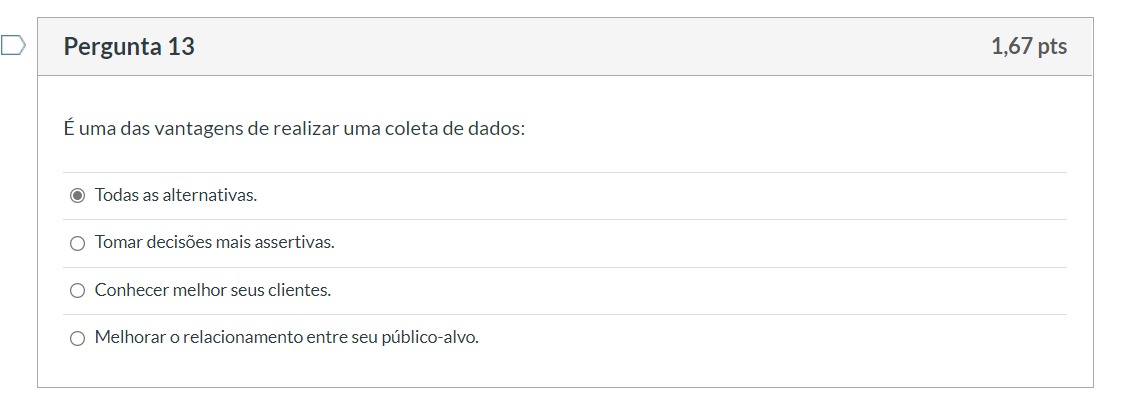 Pergunta 13
1,67 pts
É uma das vantagens de realizar uma coleta de dados:
Todas as alternativas.
Tomar decisões mais assertivas.
Conhecer melhor seus clientes.
Melhorar o relacionamento entre seu público-alvo.